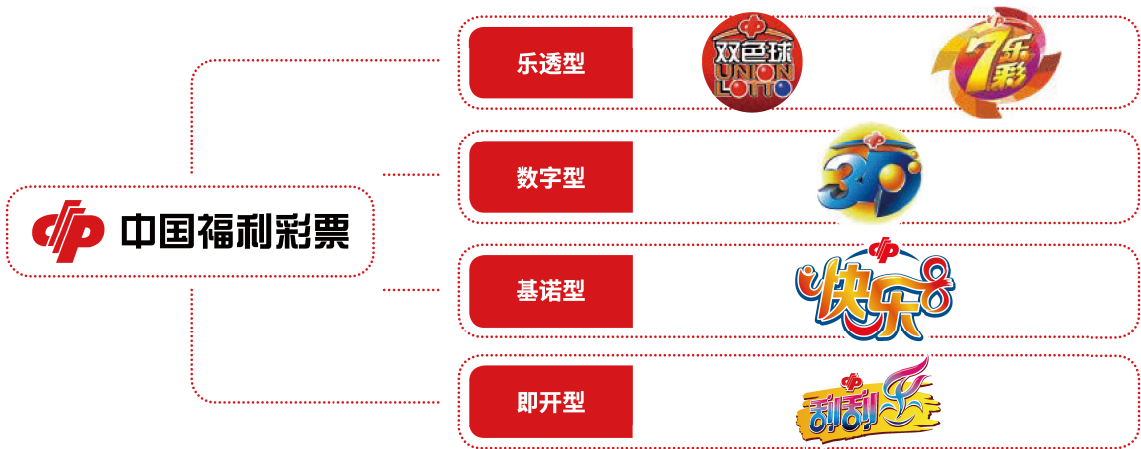 中国福利彩票
乐透型
双色球
UNION
LOTTO
7乐彩
数字型
3D
基诺型
快乐8
即开型
刮刮乐